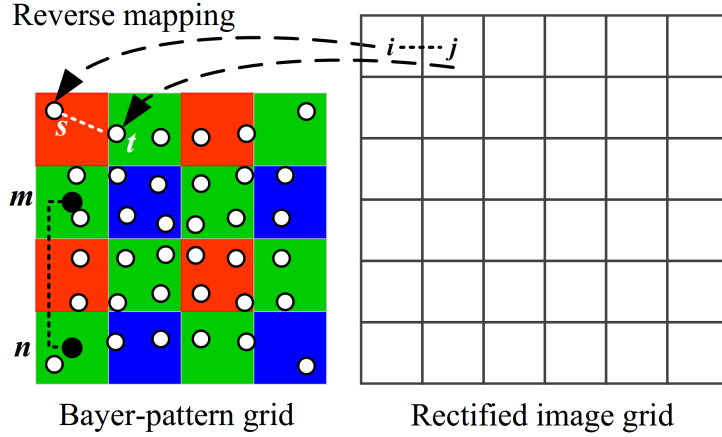 Reverse mapping
i j
s
t
m
n
Bayer-pattern grid
Rectified image grid